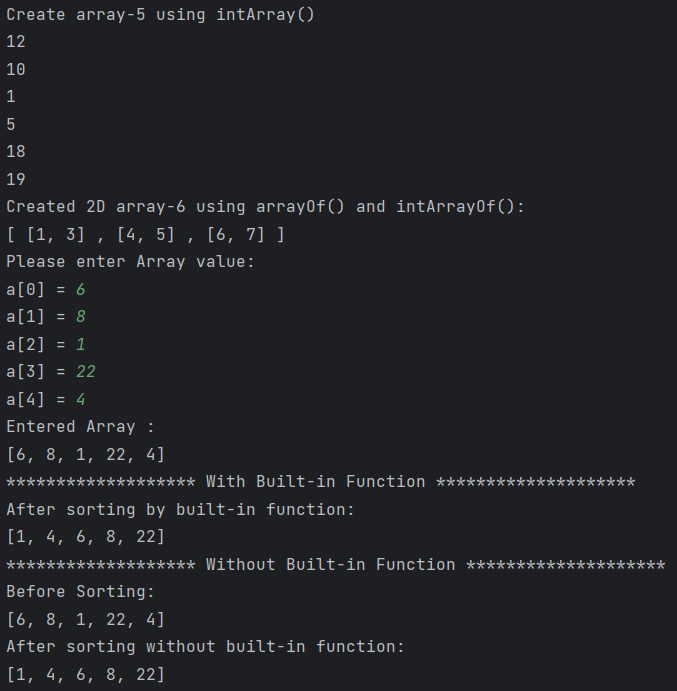 Create array-5 using intArray()
12
10
1
5
18
19
Created 2D array-6 using arrayOf() and intArrayOf():
[ [1, 3] , [4, 5] , [6, 7] ]
Please enter Array value:
a[0] = 6
a[1] = 8
a[2] = 1
a[3] = 22
a[4] = 4
Entered Array :
[6, 8, 1, 22, 4]
******************* With Built-in Function ********************
After sorting by built-in function:
[1, 4, 6, 8, 22]
******************* Without Built-in Function ********************
Before Sorting:
[6, 8, 1, 22, 4]
After sorting without built-in function:
[1, 4, 6, 8, 22]